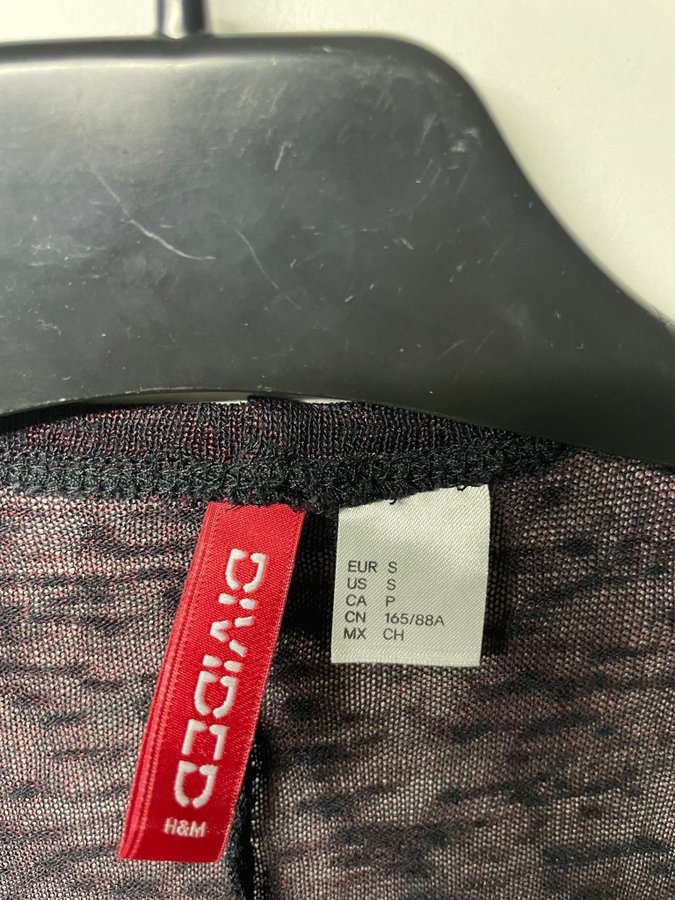 DIVIDED
H&M
EUR S
US S
CA P
CN 165/88A
MX CH